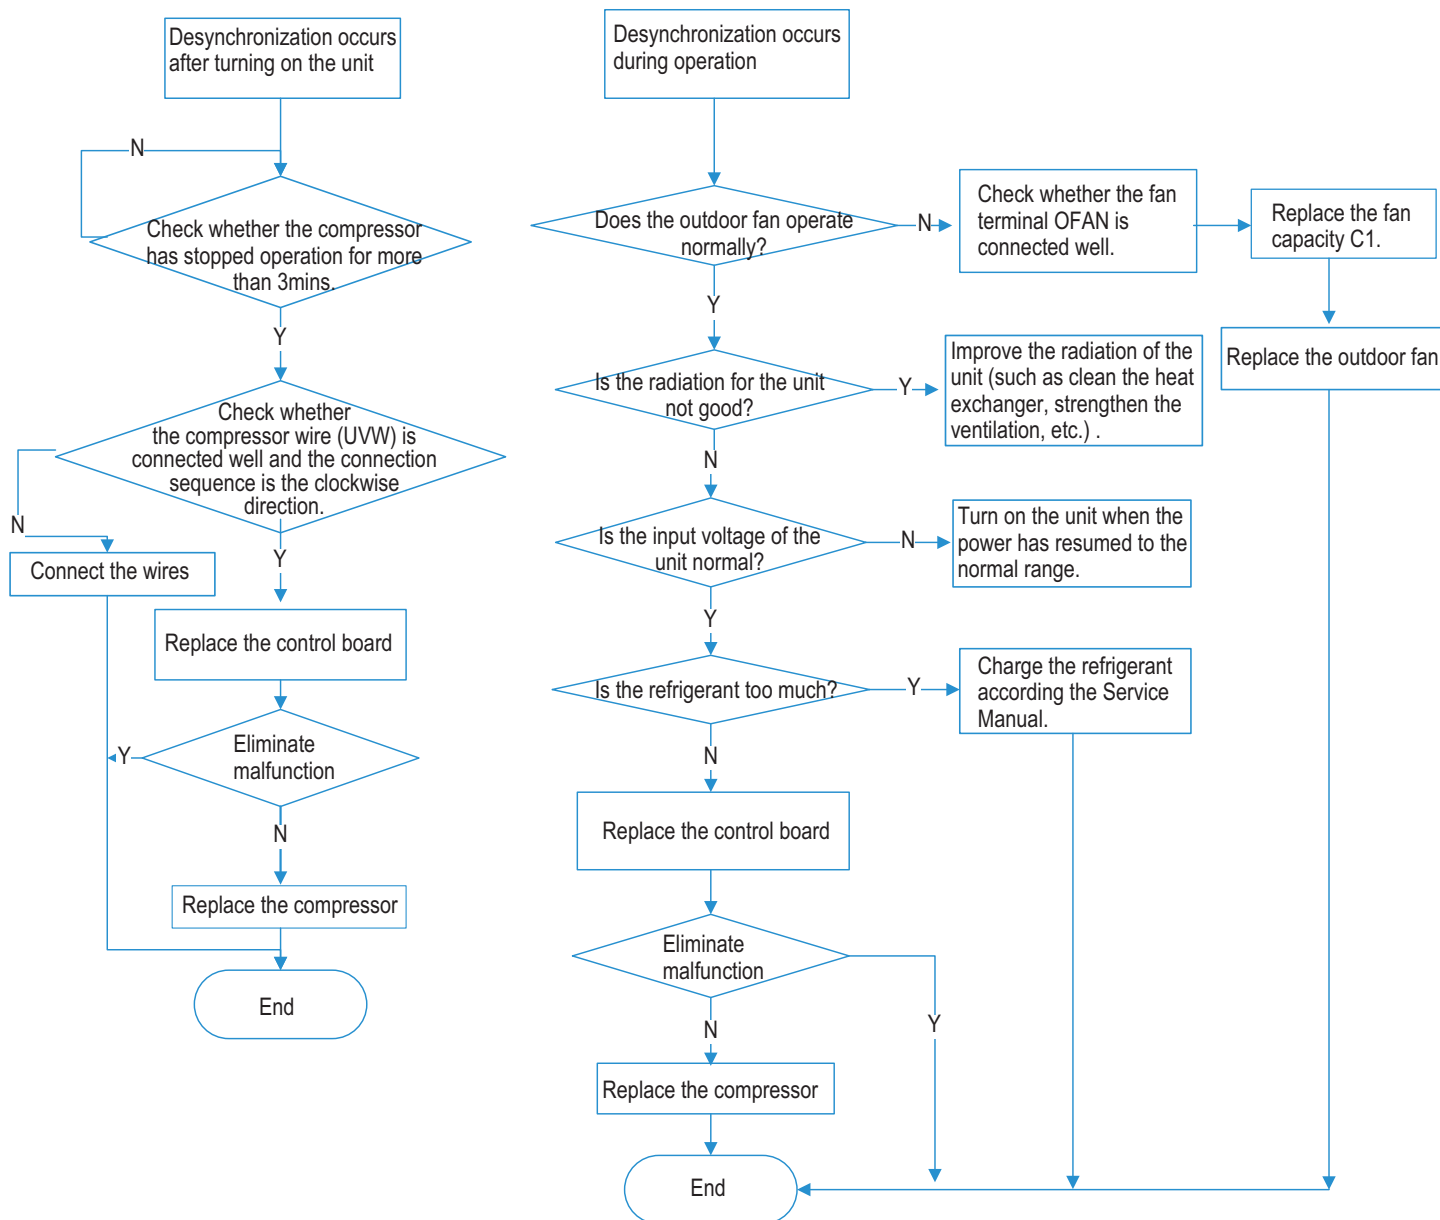 Desynchronization occurs
after turning on the unit
N
Check whether the compressor
has stopped operation for more
than 3mins.
Y
Check whether
the compressor wire (UVW) is
connected well and the connection
sequence is the clockwise
direction.
N
Connect the wires
Y
Replace the control board
Eliminate
malfunction
Y
N
Replace the compressor
End
Desynchronization occurs
during operation
Does the outdoor fan operate
normally?
N
Check whether the fan
terminal OFAN is
connected well.
Replace the fan
capacity C1.
Replace the outdoor fan
Y
Is the radiation for the unit
not good?
Y
Improve the radiation of the
unit (such as clean the heat
exchanger, strengthen the
ventilation, etc.) .
N
Is the input voltage of the
unit normal?
N
Turn on the unit when the
power has resumed to the
normal range.
Y
Is the refrigerant too much?
Y
Charge the refrigerant
according the Service
Manual.
N
Replace the control board
Eliminate
malfunction
Y
N
Replace the compressor
End